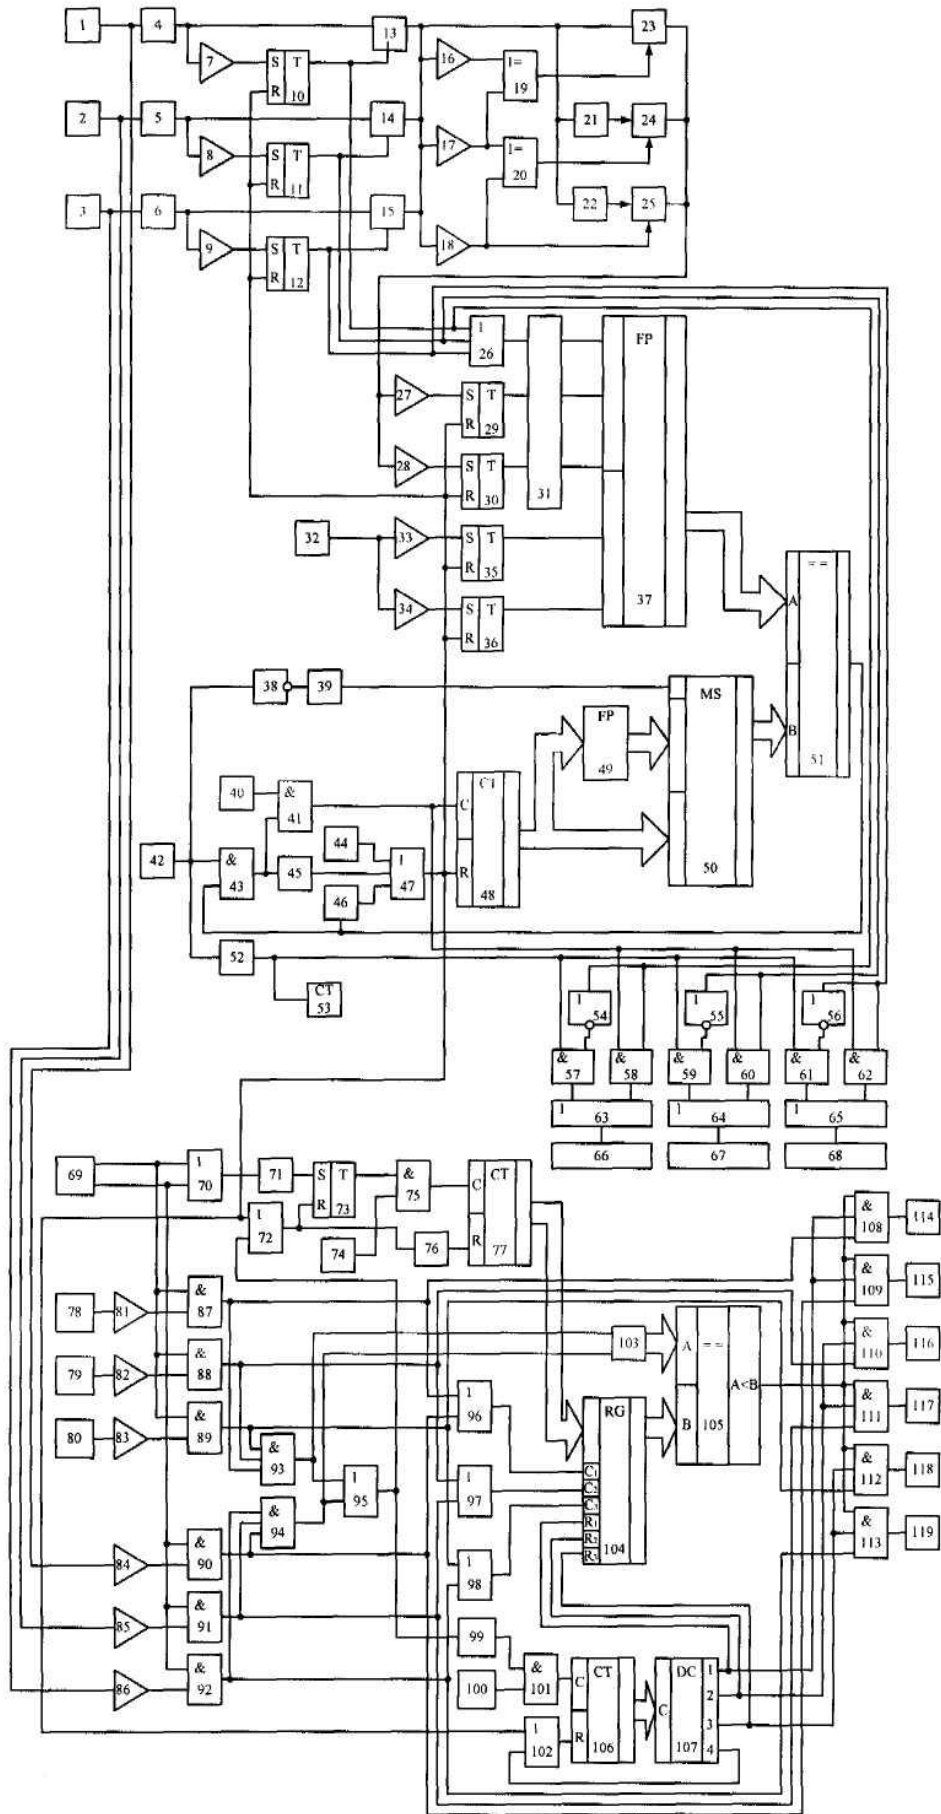 1 4 13 23
7 S T 16 1=
R 10 19
2 5 14 21 24
8 S T 17 1=
R 11 20
3 6 15 22 25
9 S T 18
R 12
1 FP
26
27 S T
R 29
28 S T
R 30 31
32 33 S T
R 35 = =
34 S T 37 A
R 36
38 39 MS
FP B
49 51
40 & CT
41 C
44
42 & 45 1 50
43 46 47 R 48
52
CT 1 1 1
53 54 55 56
& & & & & &
57 58 59 60 61 62
1 63 1 64 1 65
66 67 68
69 1 71 S T & C CT
70 R 73 75 &
1 108 114
72 74 76 R 77
& 115
109
78 81 & 103 = = &
87 A 110 116
79 82 & A<B
88 1 RG B 105 & 117
80 83 & 96 111
89 & 1 &
93 95 1 C1 112 118
& 97 C2
94 C3 & 119
84 & R1 113
90 1 R2
98 R3 104
85 & 99
91 & CT DC 1
86 & 100 101 C 2
92 C 3
1 R 106 107 4
102